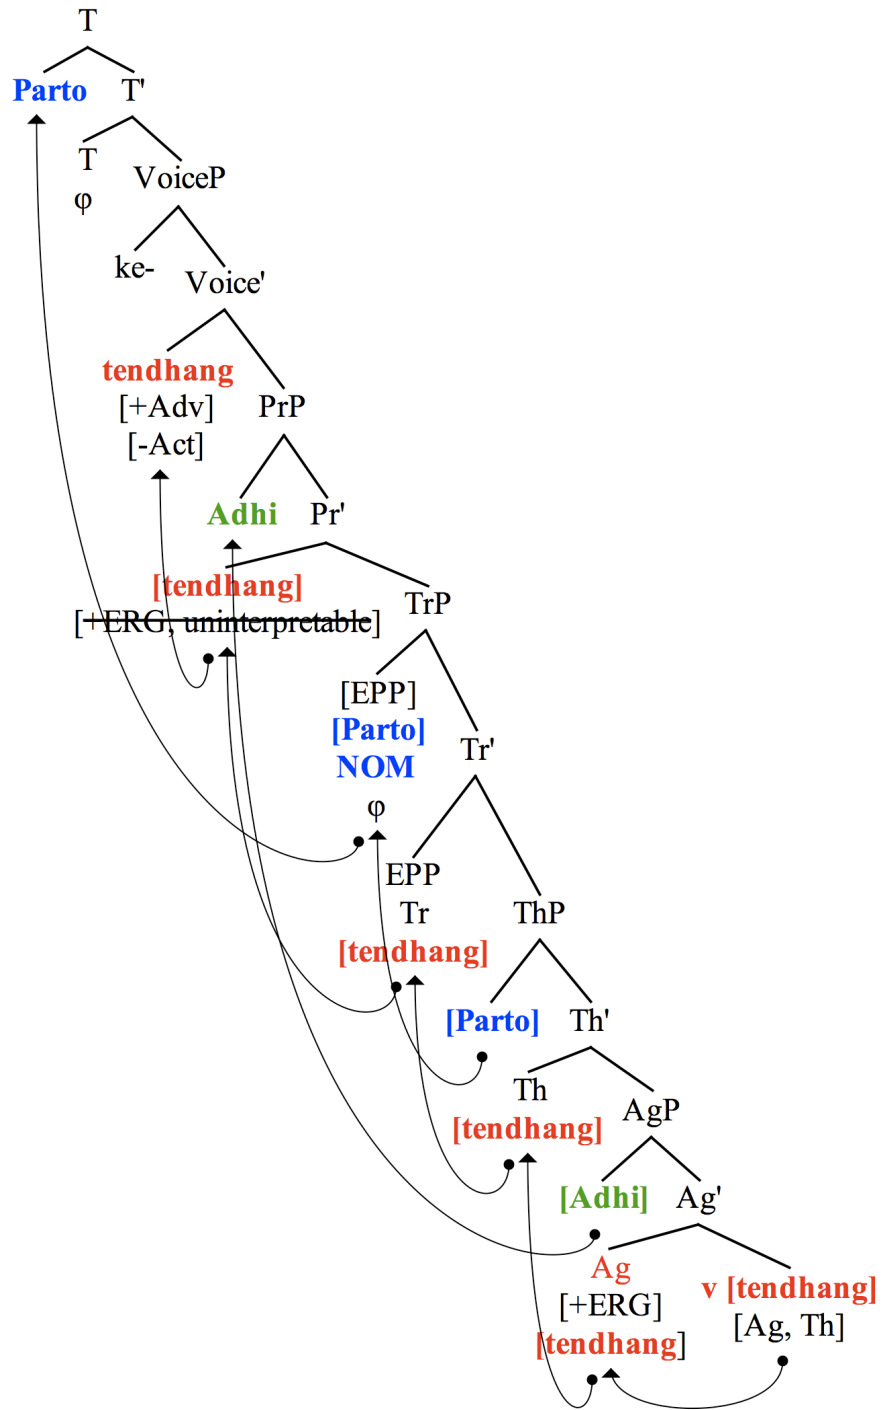 T
Parto T'
T VoiceP
φ
ke- Voice'
tendhang
[+Adv] PrP
[-Act]
Adhi Pr'
[tendhang] TrP
[+ERG, uninterpretable]
[EPP]
[Parto] Tr'
NOM
φ
EPP
Tr ThP
[tendhang]
[Parto] Th'
Th AgP
[tendhang]
[Adhi] Ag'
Ag v [tendhang]
[+ERG] [Ag, Th]
[tendhang]